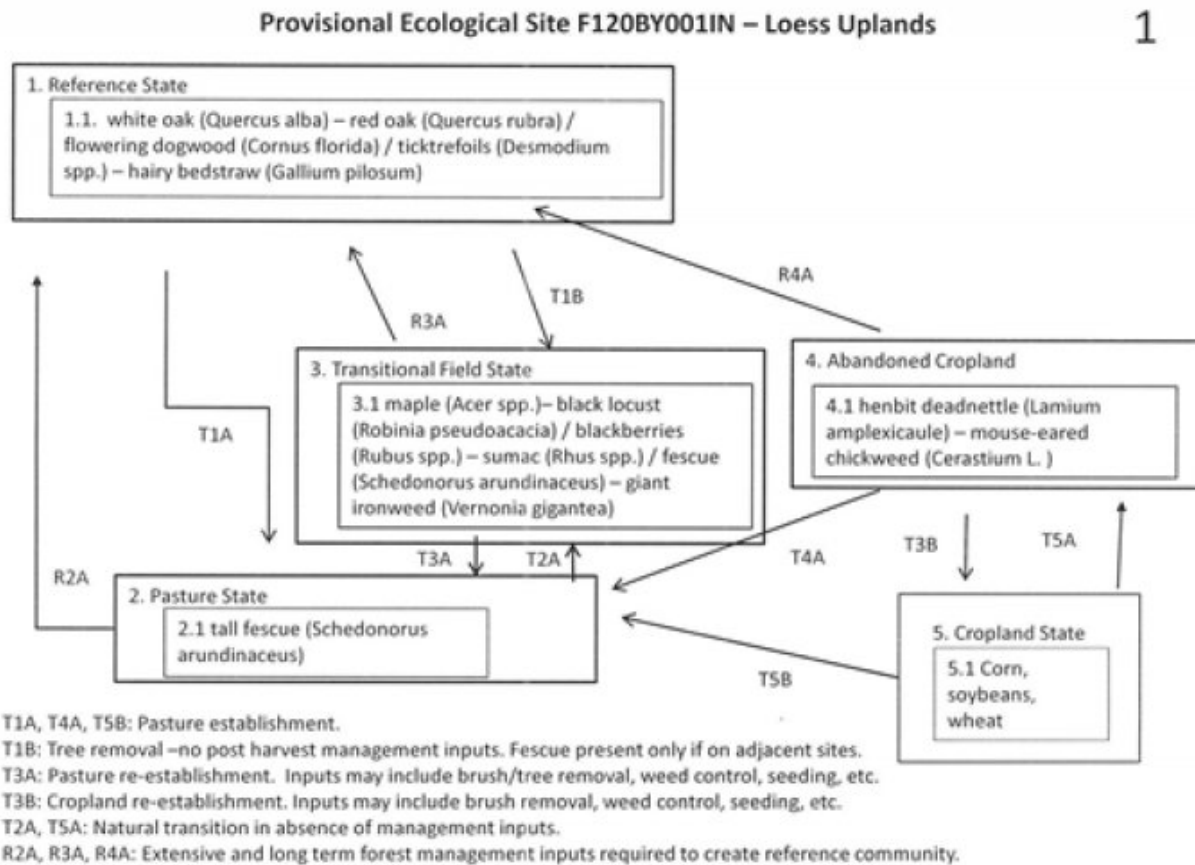 Provisional Ecological Site F120BY001IN – Loess Uplands
1
1. Reference State
1.1. white oak (Quercus alba) – red oak (Quercus rubra) /
flowering dogwood (Cornus florida) / ticktrefoils (Desmodium
spp.) – hairy bedstraw (Gallium pilosum)
R4A
T1B
R3A
3. Transitional Field State
3.1 maple (Acer spp.)– black locust
(Robinia pseudoacacia) / blackberries
(Rubus spp.) – sumac (Rhus spp.) / fescue
(Schedonorus arundinaceus) – giant
ironweed (Vernonia gigantea)
4. Abandoned Cropland
4.1 henbit deadnettle (Lamium
amplexicaule) – mouse-eared
chickweed (Cerastium L. )
T1A
T3A
T2A
T4A
T3B
T5A
R2A
2. Pasture State
2.1 tall fescue (Schedonorus
arundinaceus)
5. Cropland State
5.1 Corn,
soybeans,
wheat
T5B
T1A, T4A, T5B: Pasture establishment.
T1B: Tree removal –no post harvest management inputs. Fescue present only if on adjacent sites.
T3A: Pasture re-establishment. Inputs may include brush/tree removal, weed control, seeding, etc.
T3B: Cropland re-establishment. Inputs may include brush removal, weed control, seeding, etc.
T2A, T5A: Natural transition in absence of management inputs.
R2A, R3A, R4A: Extensive and long term forest management inputs required to create reference community.